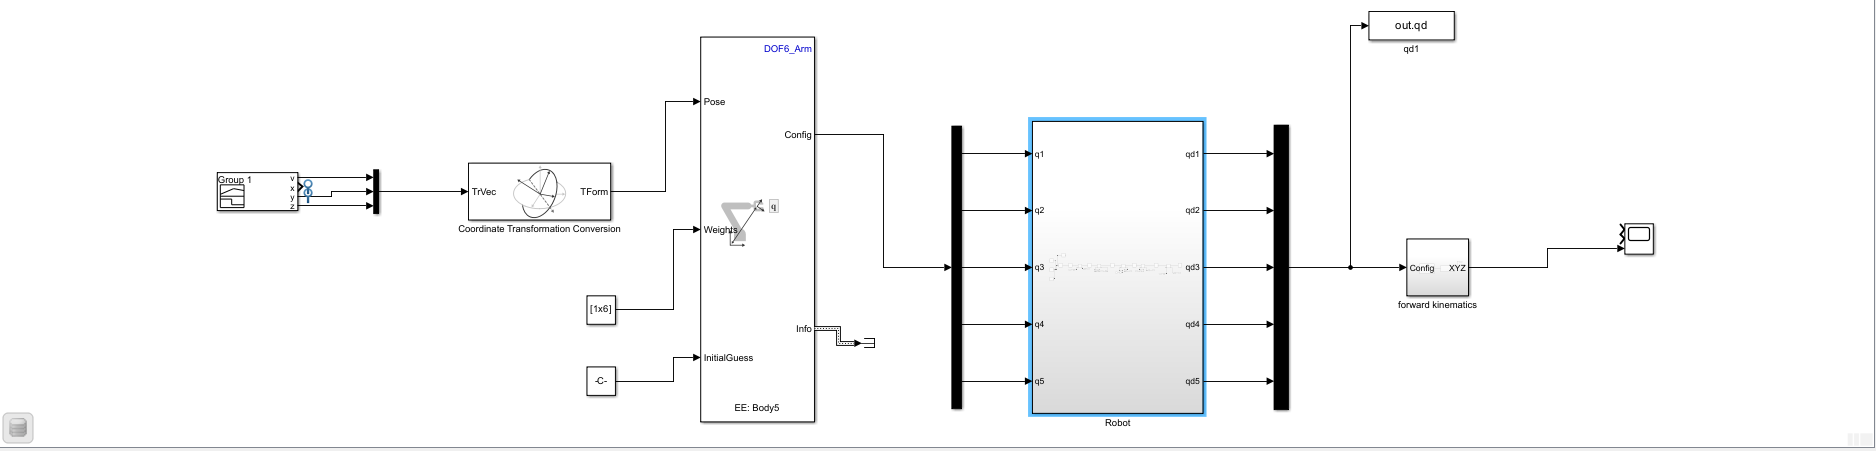 out.qd
qd1
DOF6_Arm
Pose
Config
Weights
q
Info
InitialGuess
EE: Body5
Group 1
v
x
y
z
TrVec
TForm
Coordinate Transformation Conversion
[1x6]
-C-
q1
qd1
q2
qd2
q3
qd3
q4
qd4
q5
qd5
Robot
Config
XYZ
forward kinematics